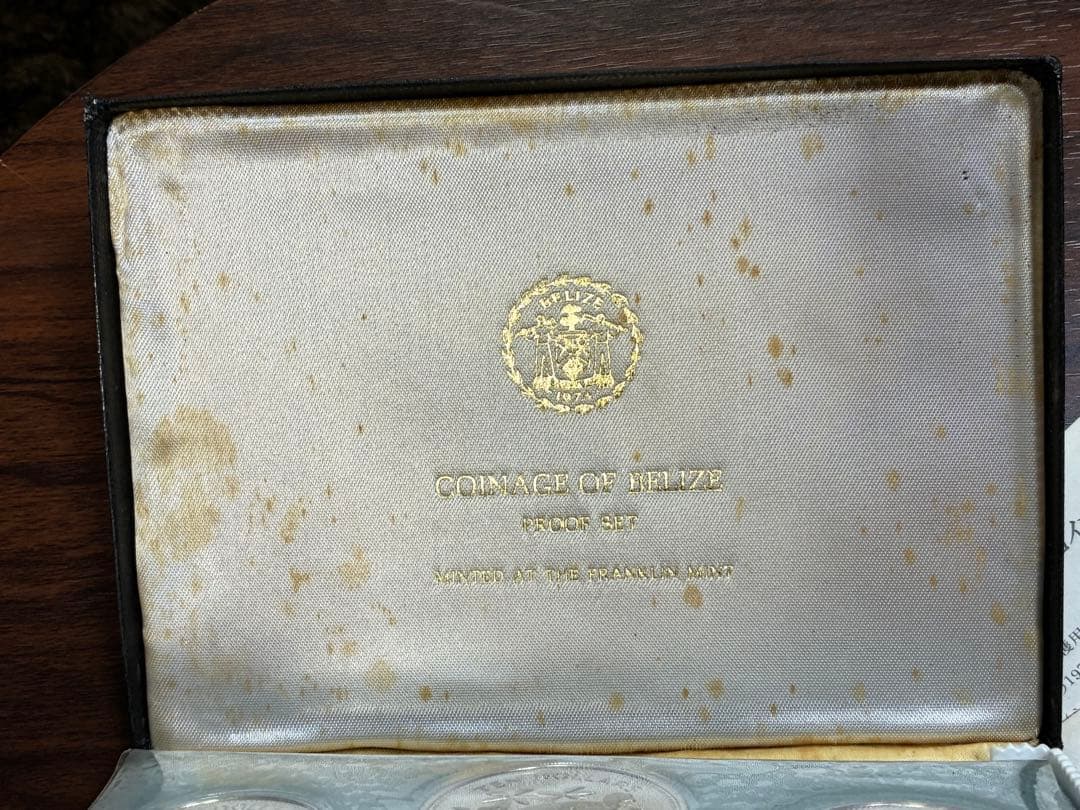 BELIZE
1974
COINAGE OF BELIZE
PROOF SET
MINTED AT THE FRANKLIN MINT